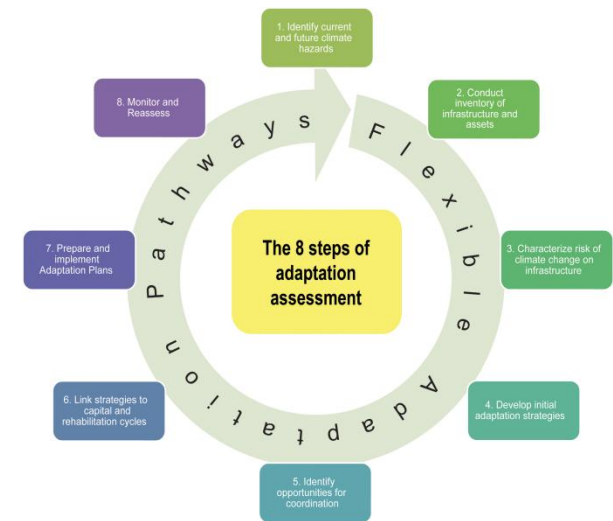 1. Identify current
and future climate
hazards
2. Conduct
inventory of
infrastructure and
assets
3. Characterize risk of
climate change on
infrastructure
4. Develop initial
adaptation strategies
5. Identify
opportunities for
coordination
6. Link strategies to
capital and
rehabilitation cycles
7. Prepare and
implement
Adaptation Plans
8. Monitor and
Reassess
Flexible Adaptation Pathways
The 8 steps of
adaptation
assessment